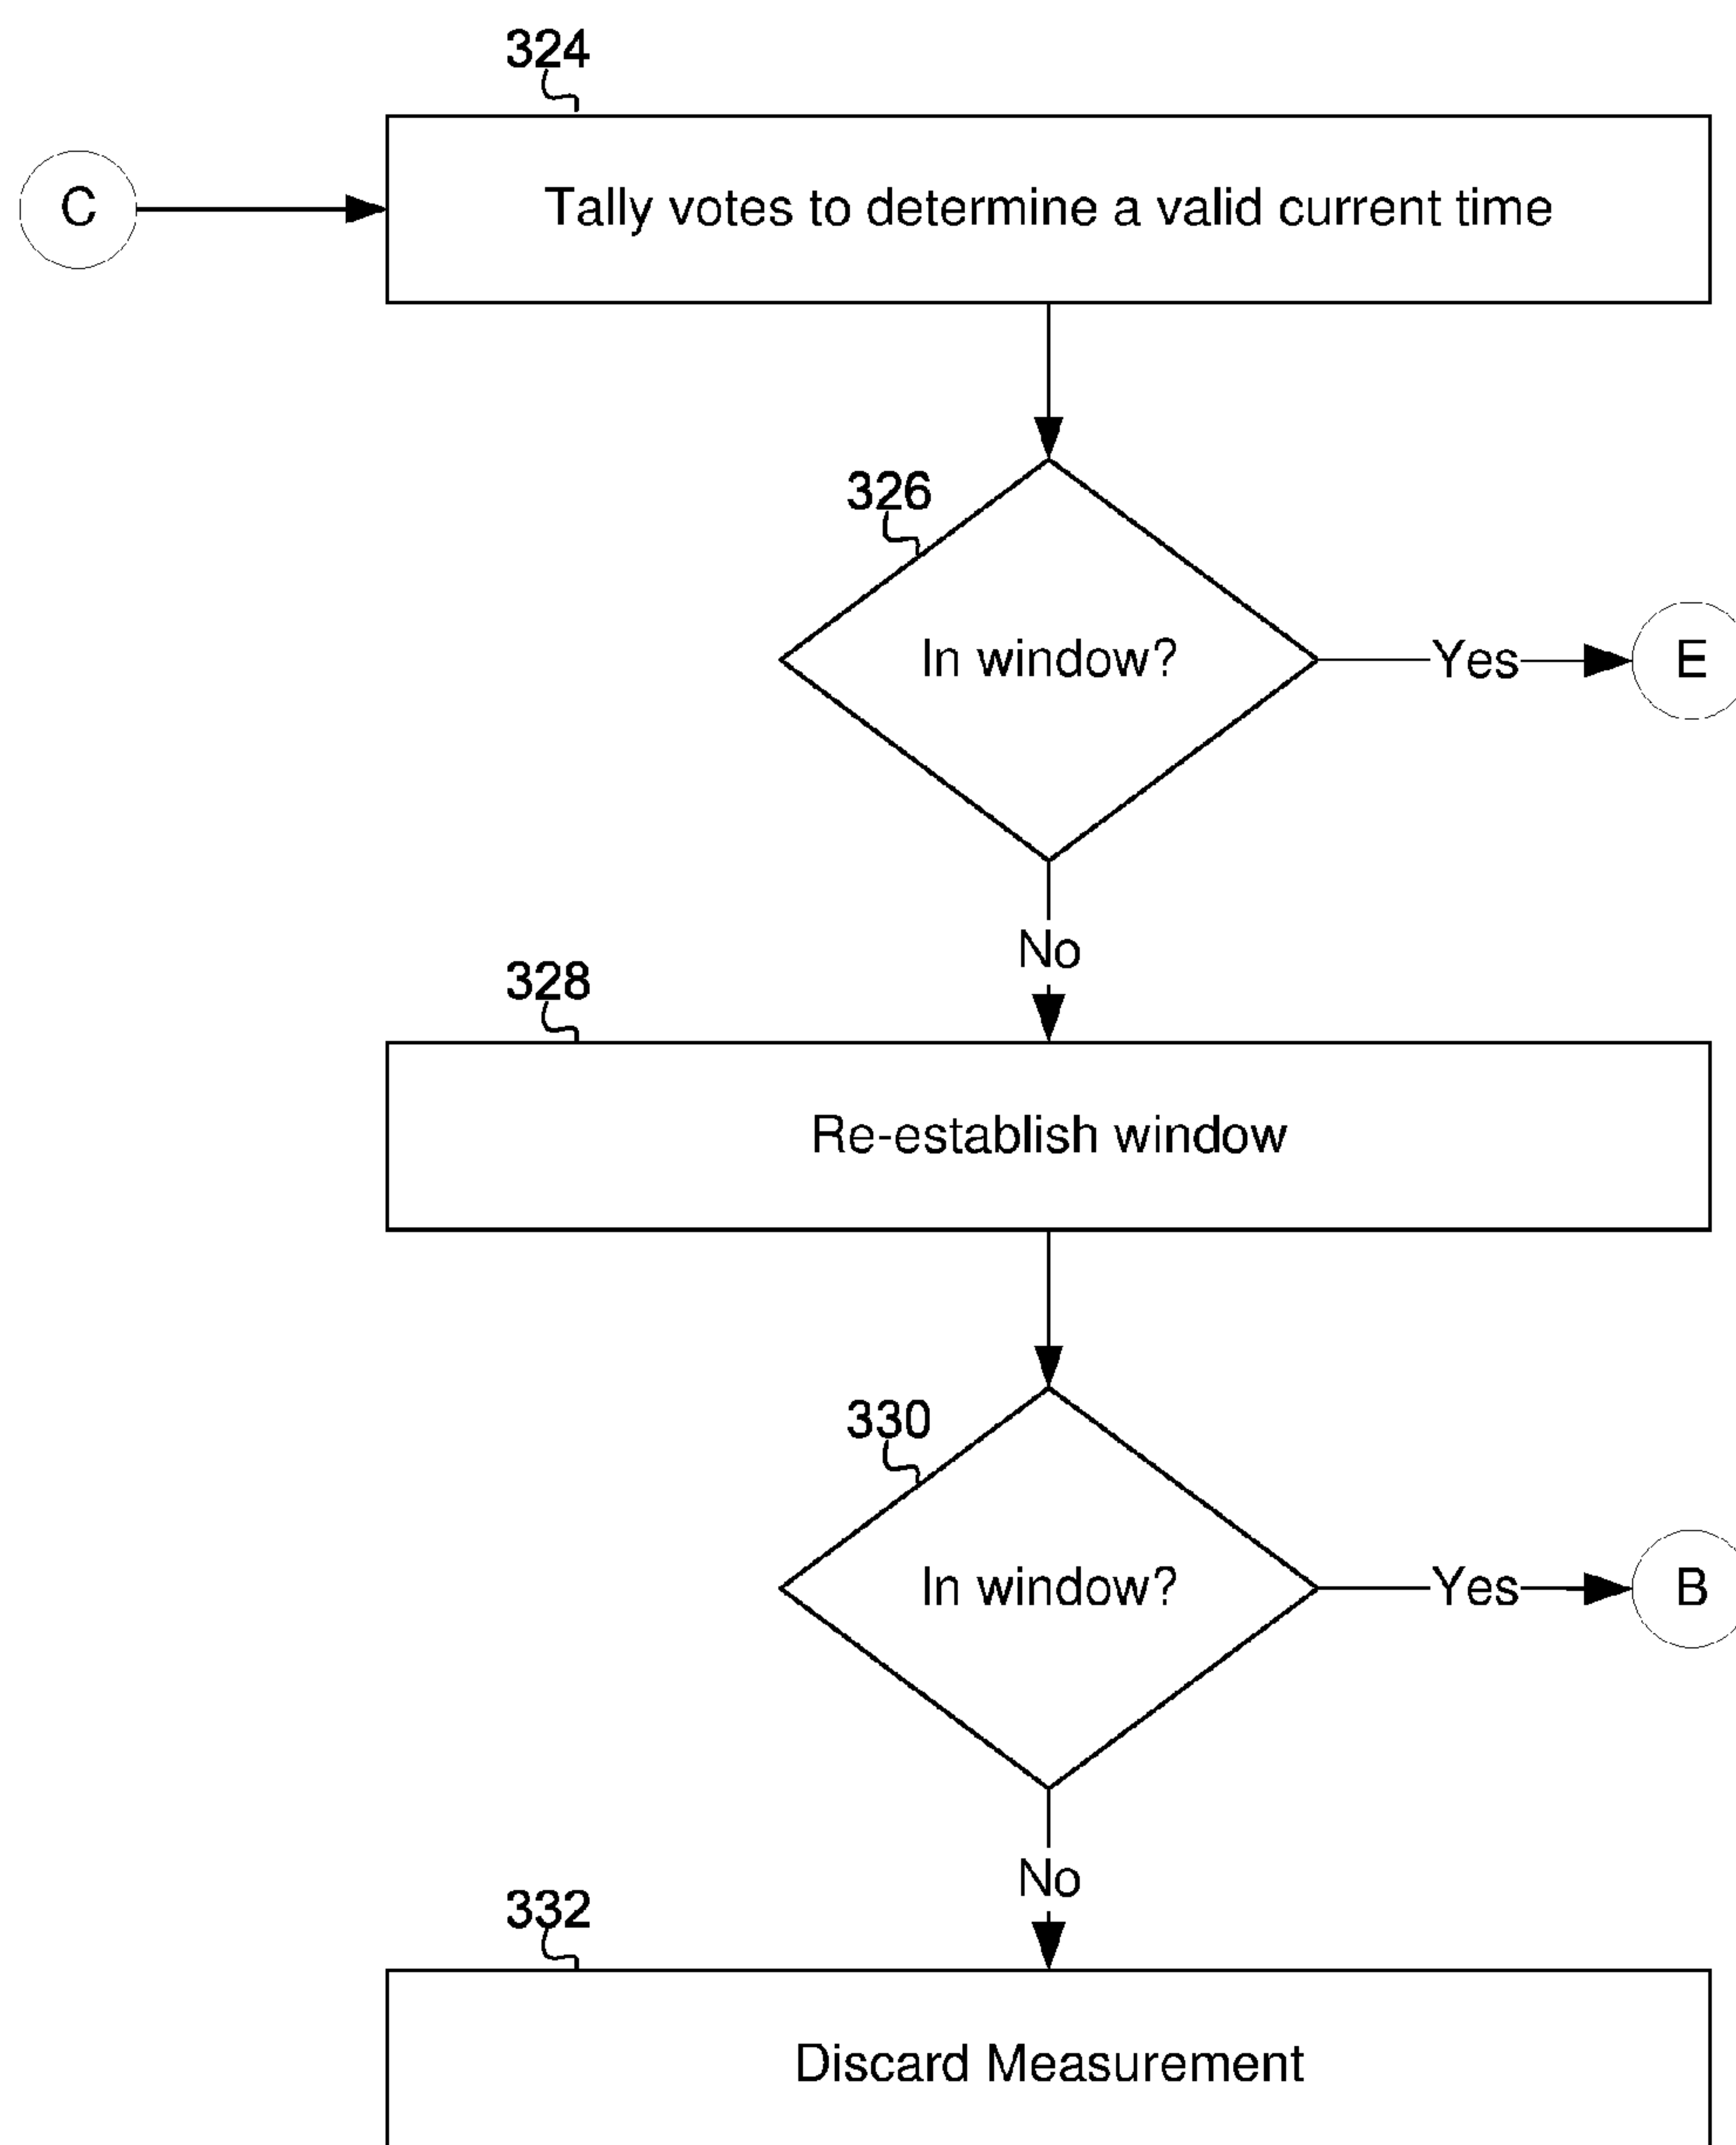 324
C
Tally votes to determine a valid current time
326
In window?
Yes
E
No
328
Re-establish window
330
In window?
Yes
B
No
332
Discard Measurement